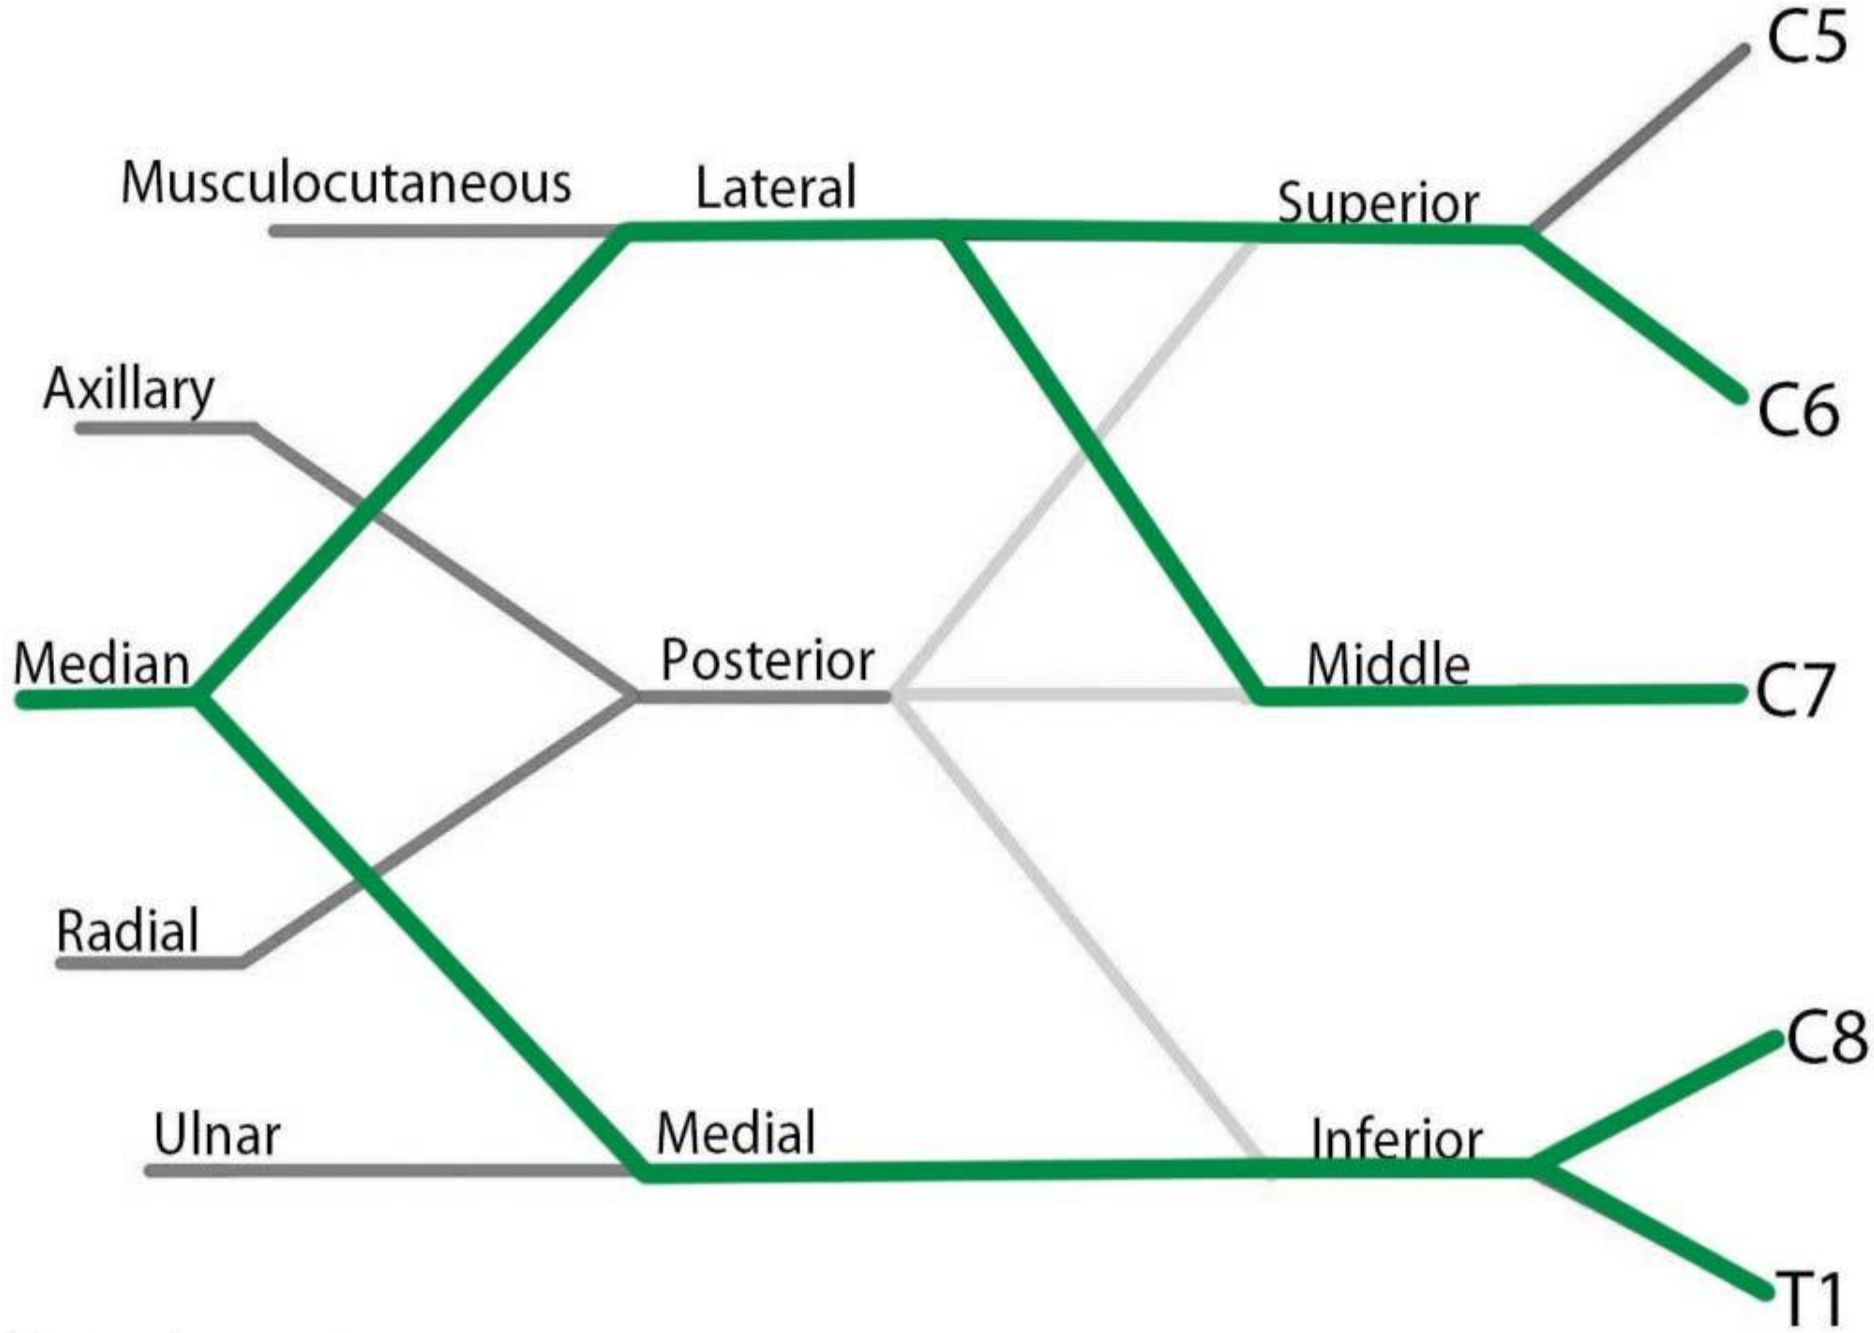 C5
Musculocutaneous
Lateral
Superior
Axillary
C6
Median
Posterior
Middle
C7
Radial
C8
Ulnar
Medial
Inferior
T1